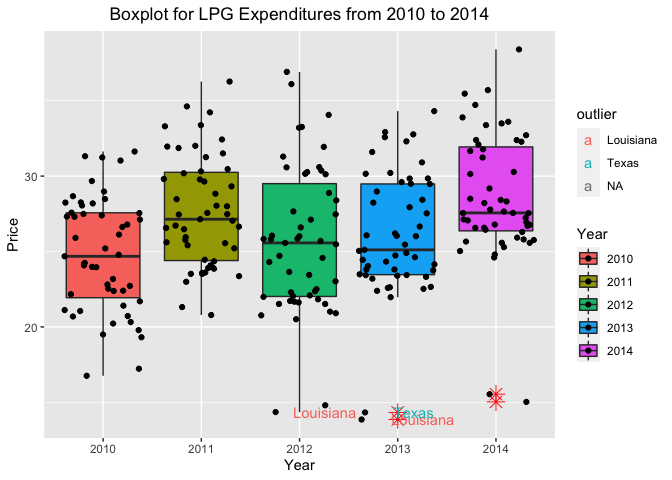 Boxplot for LPG Expenditures from 2010 to 2014
Price
30
20
Louisiana
Texas
Louisiana
2010 2011 2012 2013 2014
Year
outlier
a Louisiana
a Texas
a NA
Year
2010
2011
2012
2013
2014